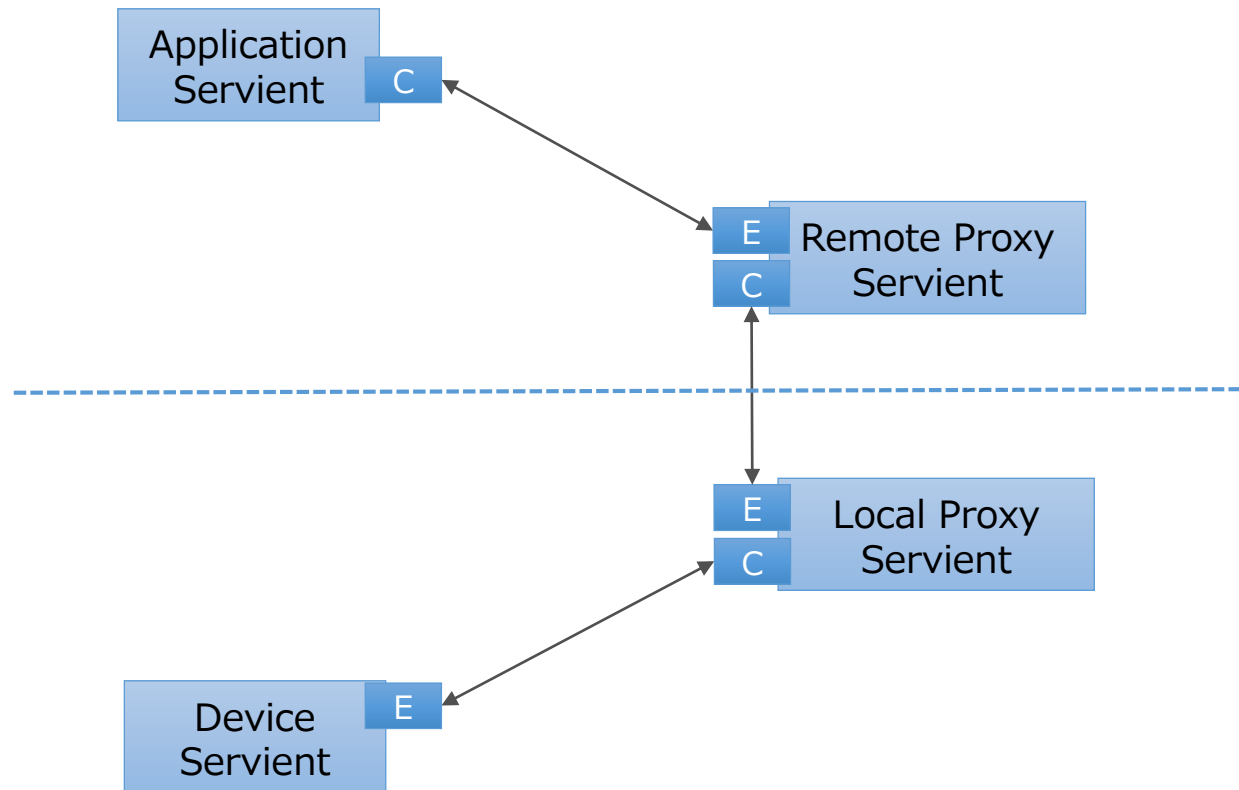 Application
Servient
C
E
Remote Proxy
Servient
C
E
Local Proxy
Servient
C
E
Device
Servient